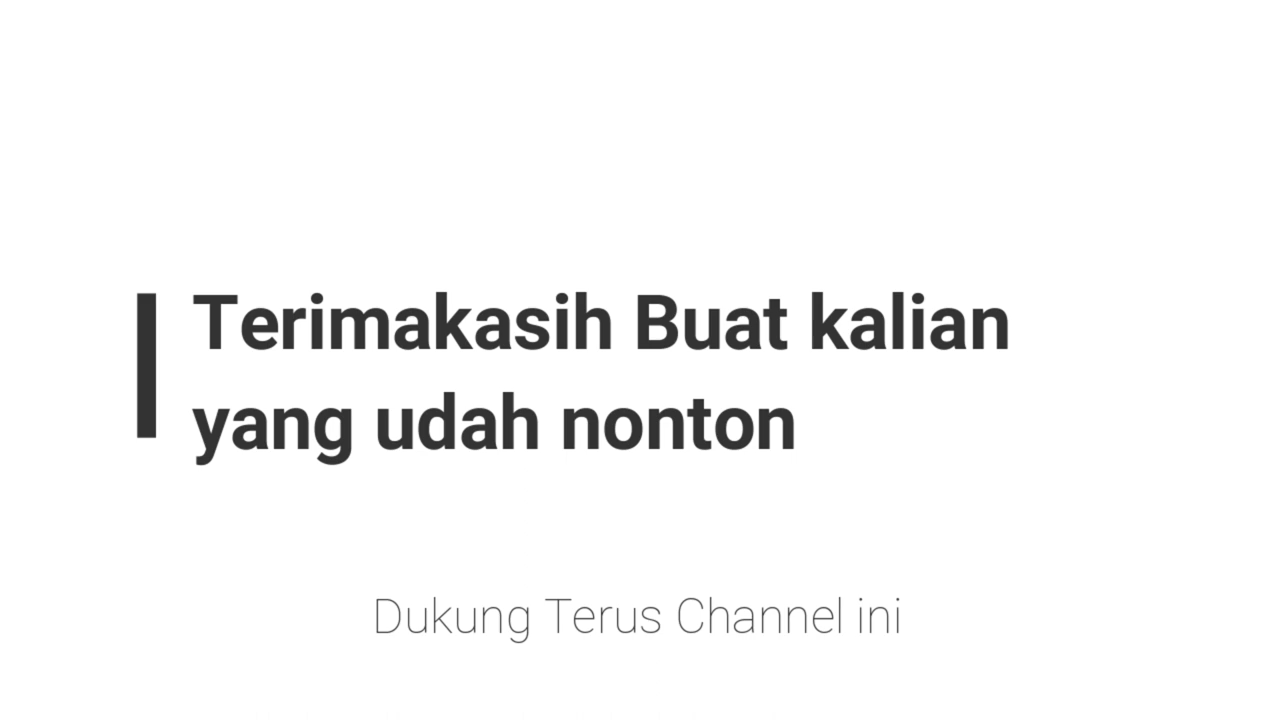 Terimakasih Buat kalian
yang udah nonton
Dukung Terus Channel ini